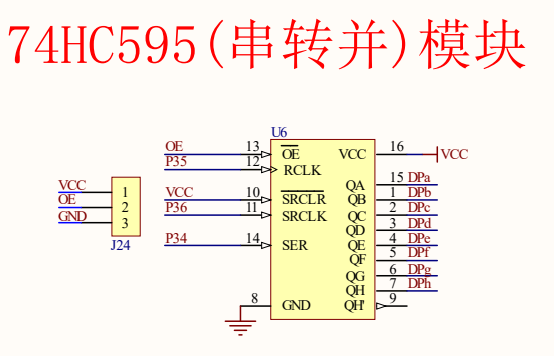 74HC595(串转并)模块
U6
OE 13 OE VCC 16 VCC
P35 12 RCLK
QA 15 DPa
VCC 10 SRCLR QB 1 DPb
P36 11 SRCLK QC 2 DPc
QD 3 DPd
P34 14 SER QE 4 DPe
QF 5 DPf
QG 6 DPg
QH 7 DPh
8 GND QH' 9
VCC 1
OE 2
GND 3
J24